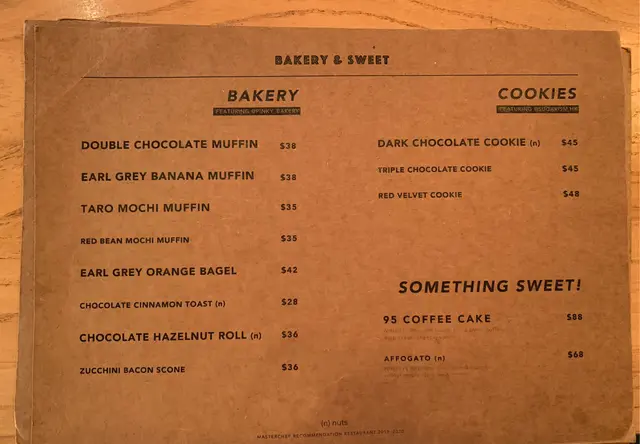 BAKERY & SWEET
BAKERY
DOUBLE CHOCOLATE MUFFIN $38
EARL GREY BANANA MUFFIN $38
TARO MOCHI MUFFIN $35
RED BEAN MOCHI MUFFIN $35
EARL GREY ORANGE BAGEL $42
CHOCOLATE CINNAMON TOAST (n) $28
CHOCOLATE HAZELNUT ROLL (n) $36
ZUCCHINI BACON SCONE $36
COOKIES
DARK CHOCOLATE COOKIE (n) $45
TRIPLE CHOCOLATE COOKIE $45
RED VELVET COOKIE $48
SOMETHING SWEET!
95 COFFEE CAKE $88
AFFOGATO (n) $68
(n) nuts
MASTERCHEF RECOMMENDATION RESTAURANT